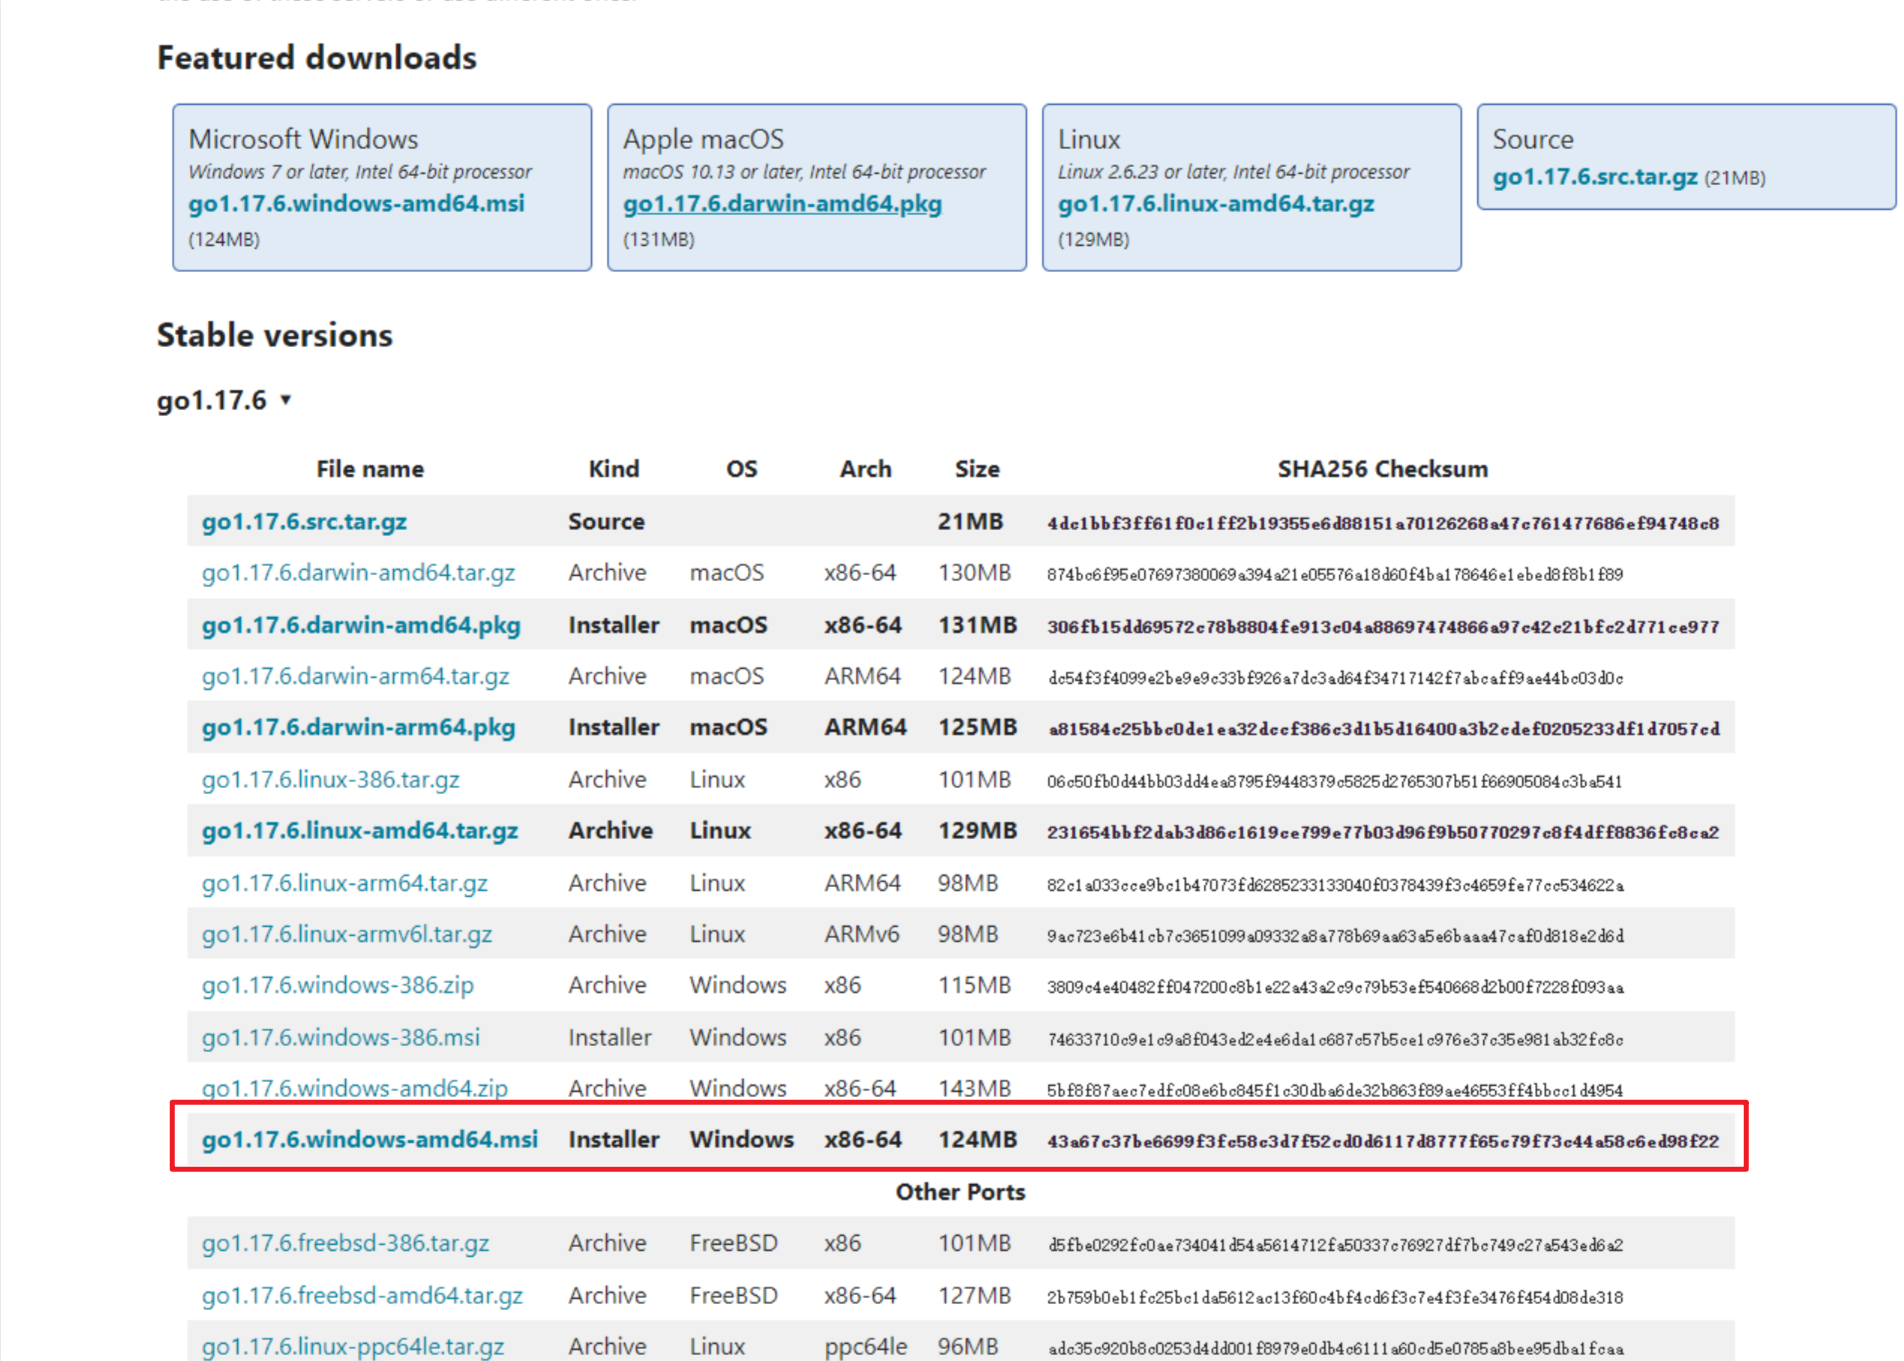 Featured downloads
Microsoft Windows
Windows 7 or later, Intel 64-bit processor
go1.17.6.windows-amd64.msi
(124MB)
Apple macOS
macOS 10.13 or later, Intel 64-bit processor
go1.17.6.darwin-amd64.pkg
(131MB)
Linux
Linux 2.6.23 or later, Intel 64-bit processor
go1.17.6.linux-amd64.tar.gz
(129MB)
Source
go1.17.6.src.tar.gz (21MB)
Stable versions
go1.17.6 ▾
File name Kind OS Arch Size SHA256 Checksum
go1.17.6.src.tar.gz Source 21MB 4dc1bbf3ff61f0c1ff2b19355e6d88151a70126268a47c761477686ef94748c8
go1.17.6.darwin-amd64.tar.gz Archive macOS x86-64 130MB 874bc6f95e07697380069a394a21e05576a18d60f4ba178646e1ebed8f8b1f89
go1.17.6.darwin-amd64.pkg Installer macOS x86-64 131MB 306fb15dd69572c78b8804fe913c04a88697474866a97c42c21bfc2d771ce977
go1.17.6.darwin-arm64.tar.gz Archive macOS ARM64 124MB dc54f3f4099e2be9e9c33bf926a7dc3ad64f34717142f7abcaff9ae44bc03d0c
go1.17.6.darwin-arm64.pkg Installer macOS ARM64 125MB a81584c25bbc0de1ea32dccf386c3d1b5d16400a3b2cdef0205233df1d7057cd
go1.17.6.linux-386.tar.gz Archive Linux x86 101MB 06c50fb0d44bb03dd4ea8795f9448379c5825d2765307b51f66905084c3ba541
go1.17.6.linux-amd64.tar.gz Archive Linux x86-64 129MB 231654bbf2dab3d86c1619ce799e77b03d96f9b50770297c8f4dff8836fc8ca2
go1.17.6.linux-arm64.tar.gz Archive Linux ARM64 98MB 82c1a033cce9bc1b47073fd6285233133040f0378439f3c4659fe77cc534622a
go1.17.6.linux-armv6l.tar.gz Archive Linux ARMv6 98MB 9ac723e6b41cb7c3651099a09332a8a778b69aa63a5e6baaa47caf0d818e2d6d
go1.17.6.windows-386.zip Archive Windows x86 115MB 3809c4e40482ff047200c8b1e22a43a2c9c79b53ef540668d2b00f7228f093aa
go1.17.6.windows-386.msi Installer Windows x86 101MB 74633710c9e1c9a8f043ed2e4e6da1c687c57b5ce1c976e37c35e981ab32fc8c
go1.17.6.windows-amd64.zip Archive Windows x86-64 143MB 5bf8f87aec7edfc08e6bc845f1c30dba6de32b863f89ae46553ff4bbcc1d4954
go1.17.6.windows-amd64.msi Installer Windows x86-64 124MB 43a67c37be6699f3fc58c3d7f52cd0d6117d8777f65c79f73c44a58c6ed98f22
Other Ports
go1.17.6.freebsd-386.tar.gz Archive FreeBSD x86 101MB d5fbe0292fc0ae734041d54a5614712fa50337c76927df7bc749c27a543ed6a2
go1.17.6.freebsd-amd64.tar.gz Archive FreeBSD x86-64 127MB 2b759b0eb1fc25bc1da5612ac13f60c4bf4cd6f3c7e4f3fe3476f454d08de318
go1.17.6.linux-ppc64le.tar.gz Archive Linux ppc64le 96MB adc35c920b8c0253d4dd001f8979e0db4c6111a60cd5e0785a8bee95dba1fcaa